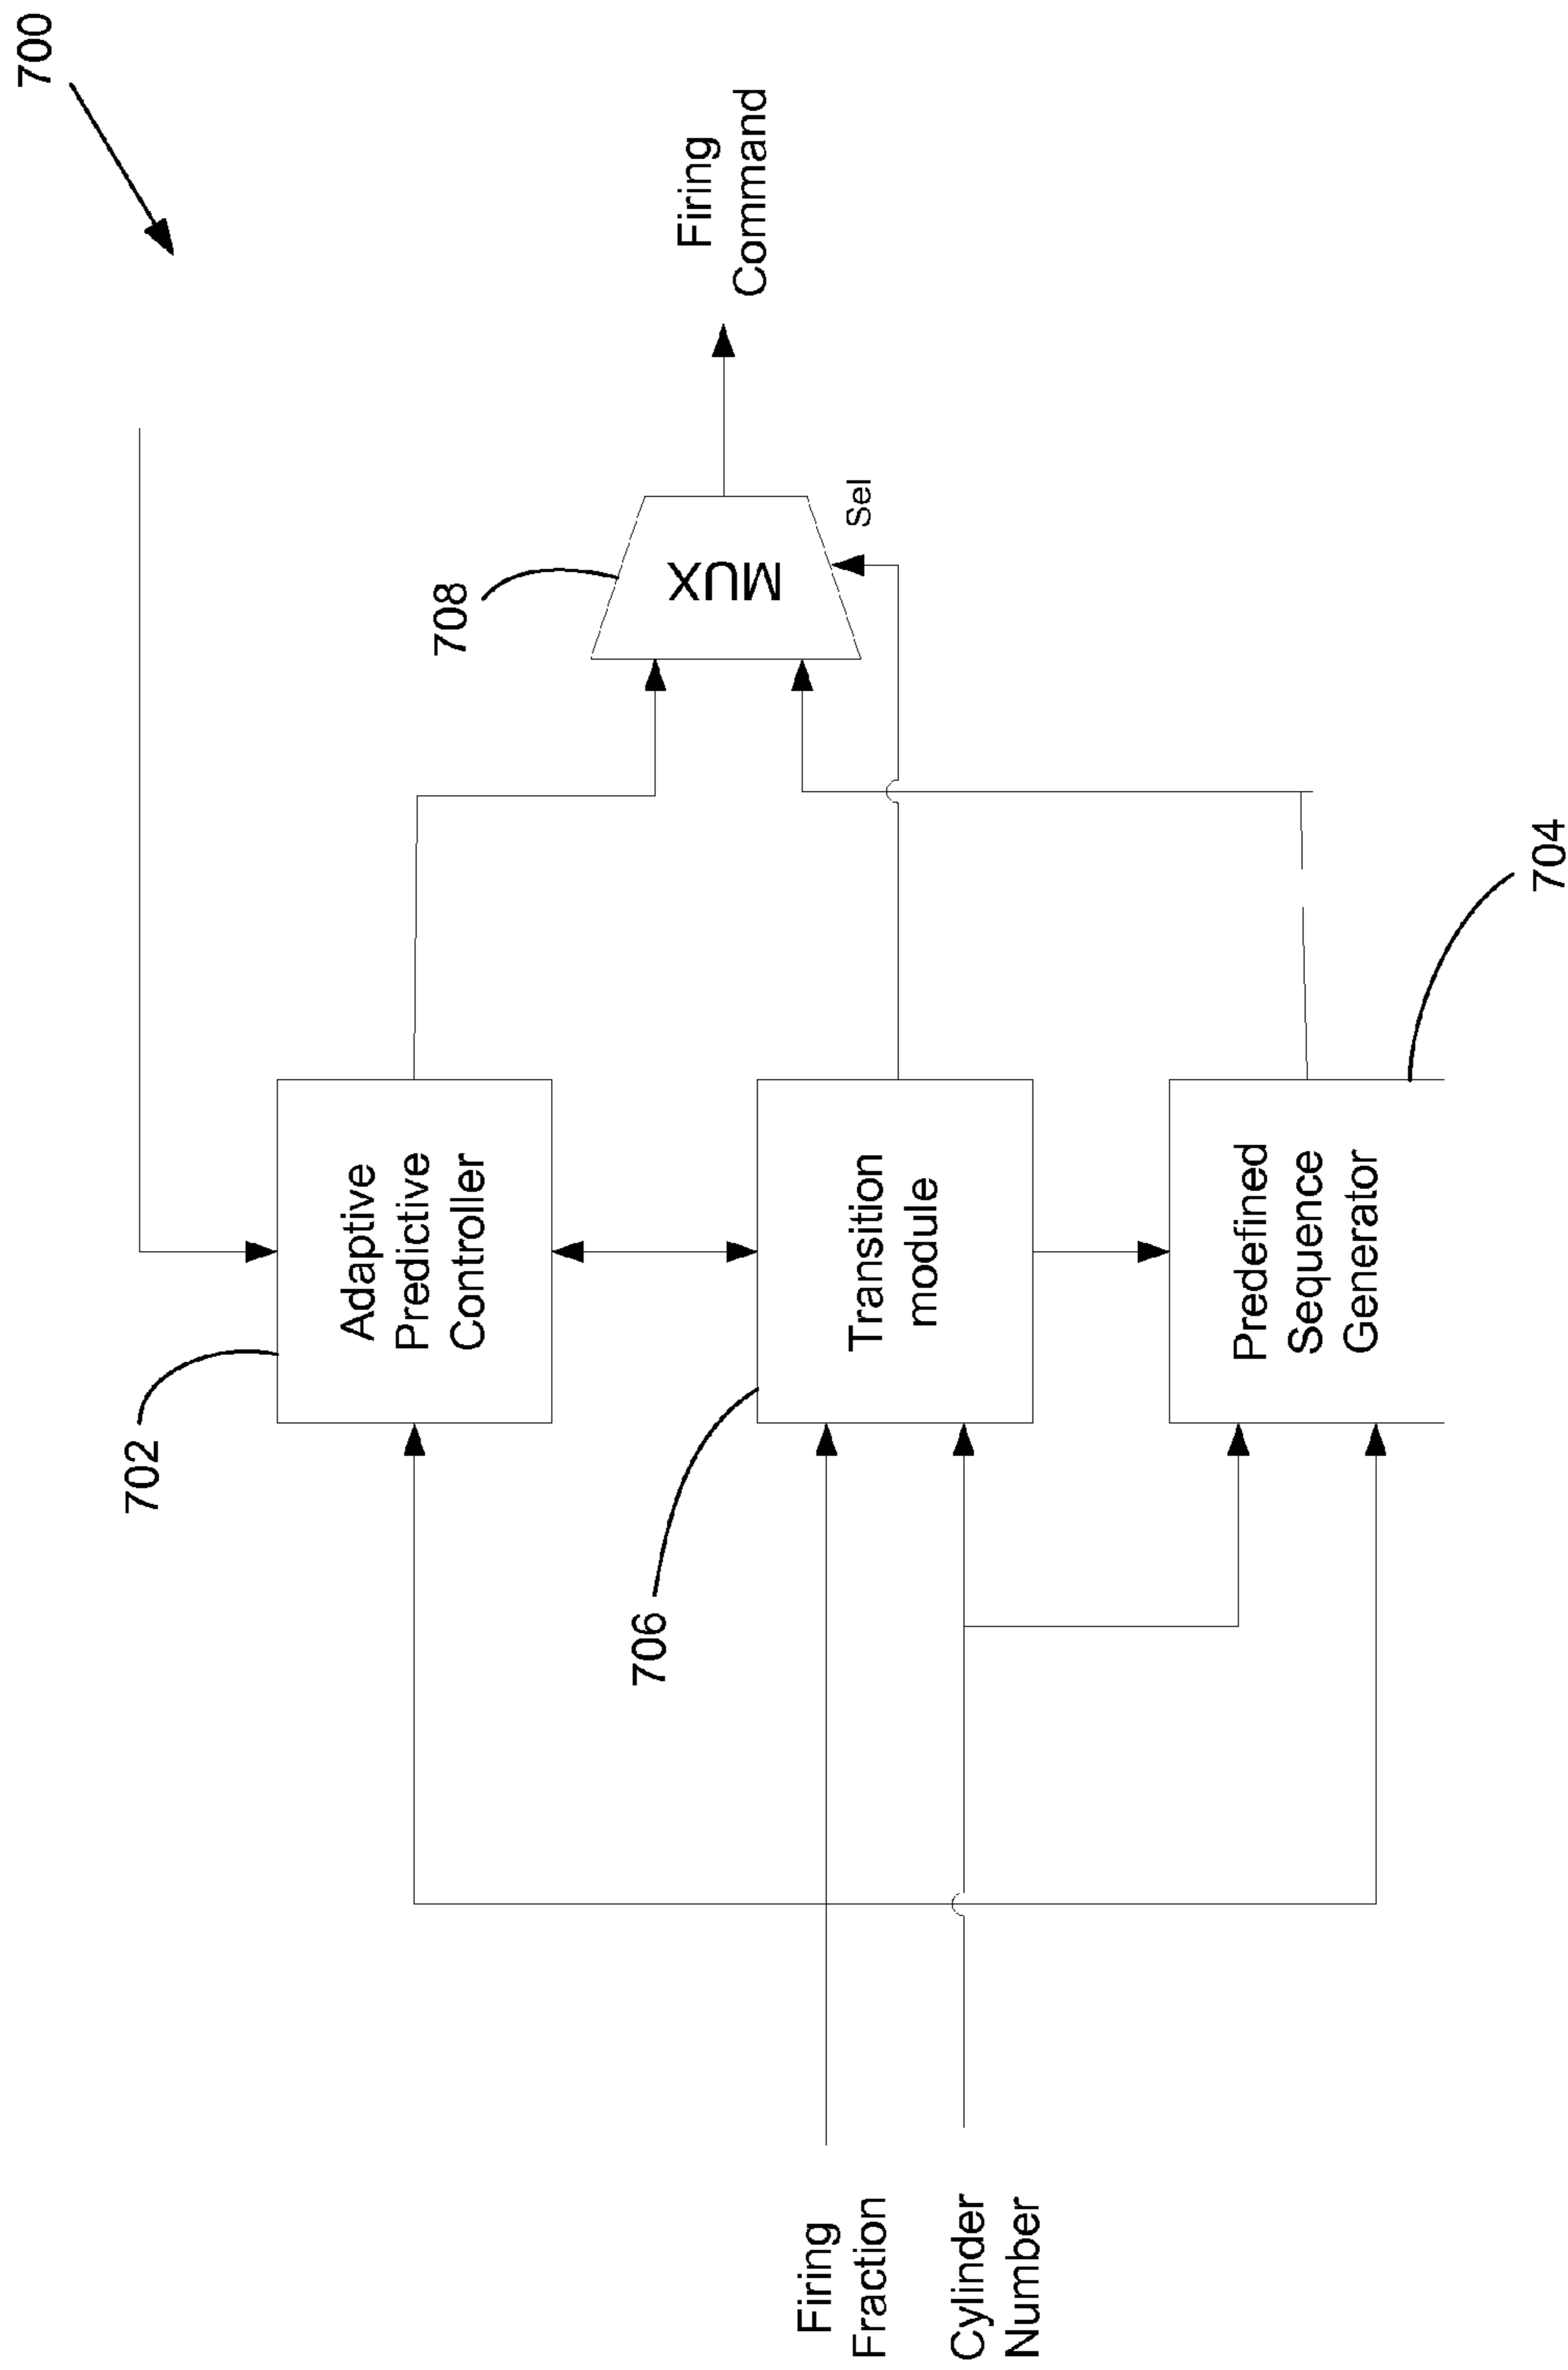 700
702
Adaptive
Predictive
Controller
708
MUX
Sel
Firing
Command
706
Transition
module
Firing
Fraction
Cylinder
Number
Predefined
Sequence
Generator
704